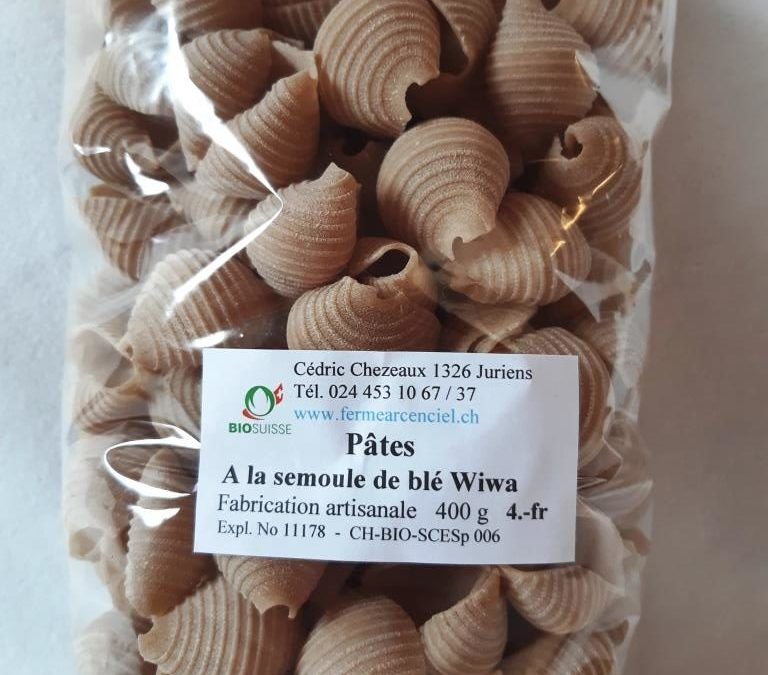 Cédric Chezeaux 1326 Juriens
Tél. 024 453 10 67 / 37
www.fermearcenciel.ch
BIOSUISSE
Pâtes
A la semoule de blé Wiwa
Fabrication artisanale 400 g 4.-fr
Expl. No 11178 - CH-BIO-SCESp 006